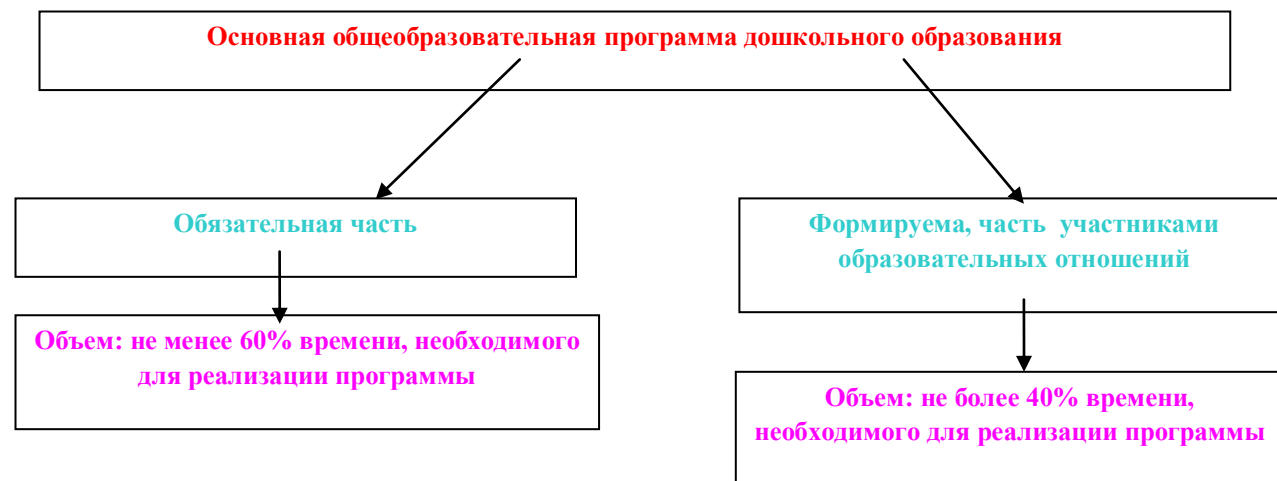 Основная общеобразовательная программа дошкольного образования
Обязательная часть
Формируема, часть участниками
образовательных отношений
Объем: не менее 60% времени, необходимого
для реализации программы
Объем: не более 40% времени,
необходимого для реализации программы